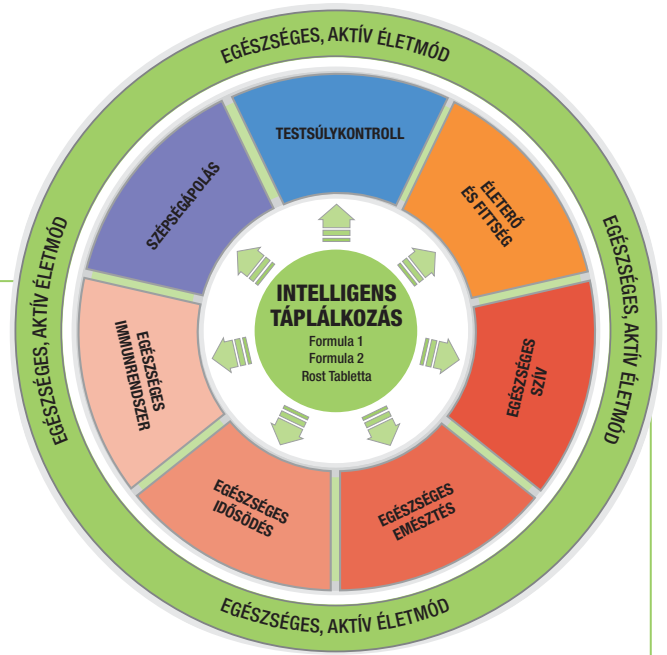 EGÉSZSÉGES, AKTÍV ÉLETMÓD
TESTSÚLYKONTROLL
ÉLETERŐ
ÉS FITTSÉG
EGÉSZSÉGES
SZÍV
EGÉSZSÉGES
EMÉSZTÉS
EGÉSZSÉGES
IDŐSÖDÉS
EGÉSZSÉGES
IMMUNRENDSZER
SZÉPSÉGÁPOLÁS
INTELLIGENS
TÁPLÁLKOZÁS
Formula 1
Formula 2
Rost Tabletta
EGÉSZSÉGES, AKTÍV ÉLETMÓD
EGÉSZSÉGES, AKTÍV ÉLETMÓD
EGÉSZSÉGES, AKTÍV ÉLETMÓD